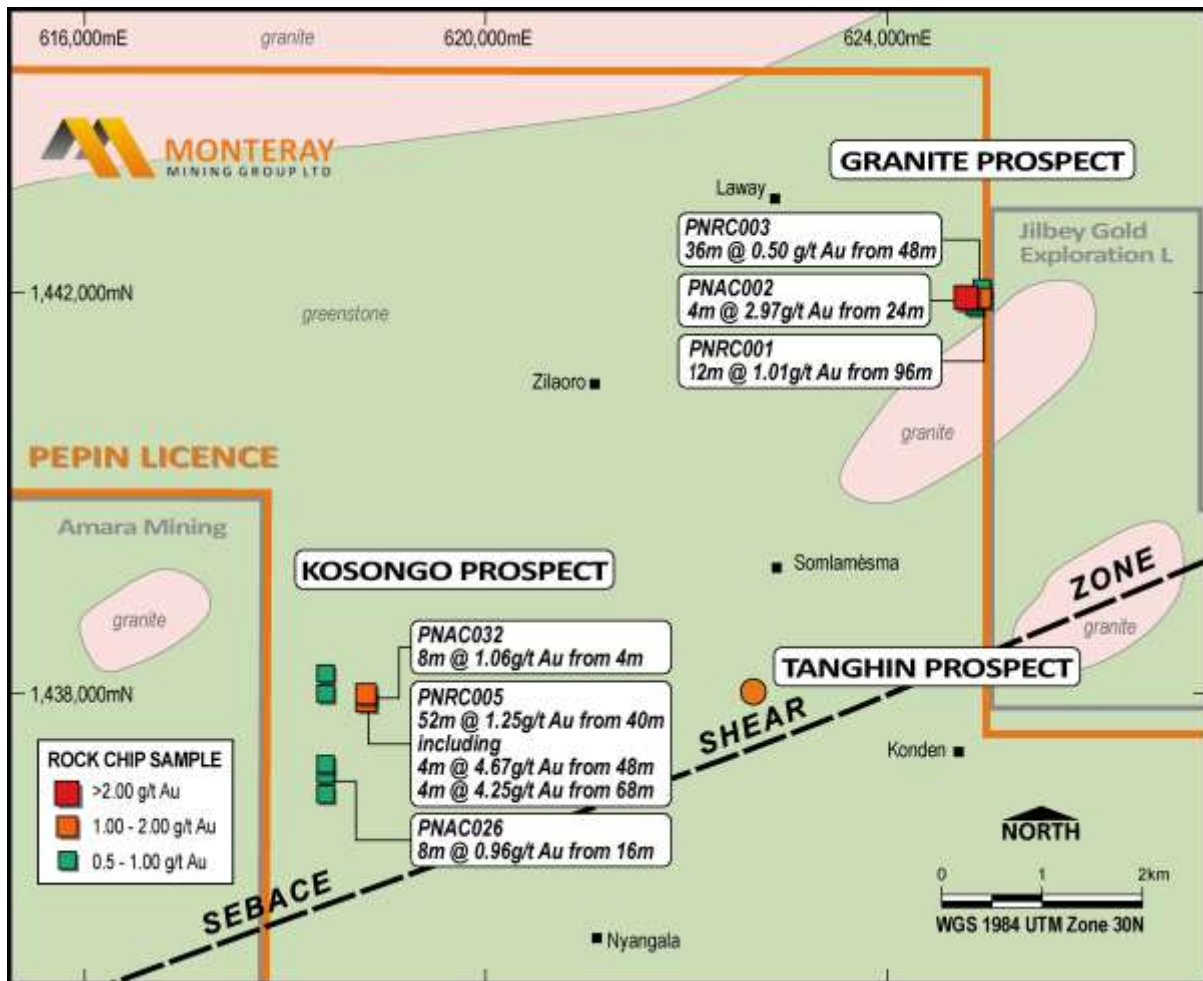 616,000mE
granite
620,000mE
624,000mE
MONTERAY
MINING GROUP LTD
GRANITE PROSPECT
Laway
PNRC003
36m @ 0.50 g/t Au from 48m
Jilbey Gold
Exploration L
1,442,000mN
greenstone
PNAC002
4m @ 2.97g/t Au from 24m
PNRC001
12m @ 1.01g/t Au from 96m
Zilaoro
granite
PEPIN LICENCE
Amara Mining
KOSONGO PROSPECT
Somlamèsma
ZONE
granite
granite
PNAC032
8m @ 1.06g/t Au from 4m
TANGHIN PROSPECT
1,438,000mN
PNRC005
52m @ 1.25g/t Au from 40m
including
4m @ 4.67g/t Au from 48m
4m @ 4.25g/t Au from 68m
SHEAR
Konden
ROCK CHIP SAMPLE
>2.00 g/t Au
1.00 - 2.00 g/t Au
0.5 - 1.00 g/t Au
PNAC026
8m @ 0.96g/t Au from 16m
NORTH
0 1 2km
WGS 1984 UTM Zone 30N
SEBACE
Nyangala